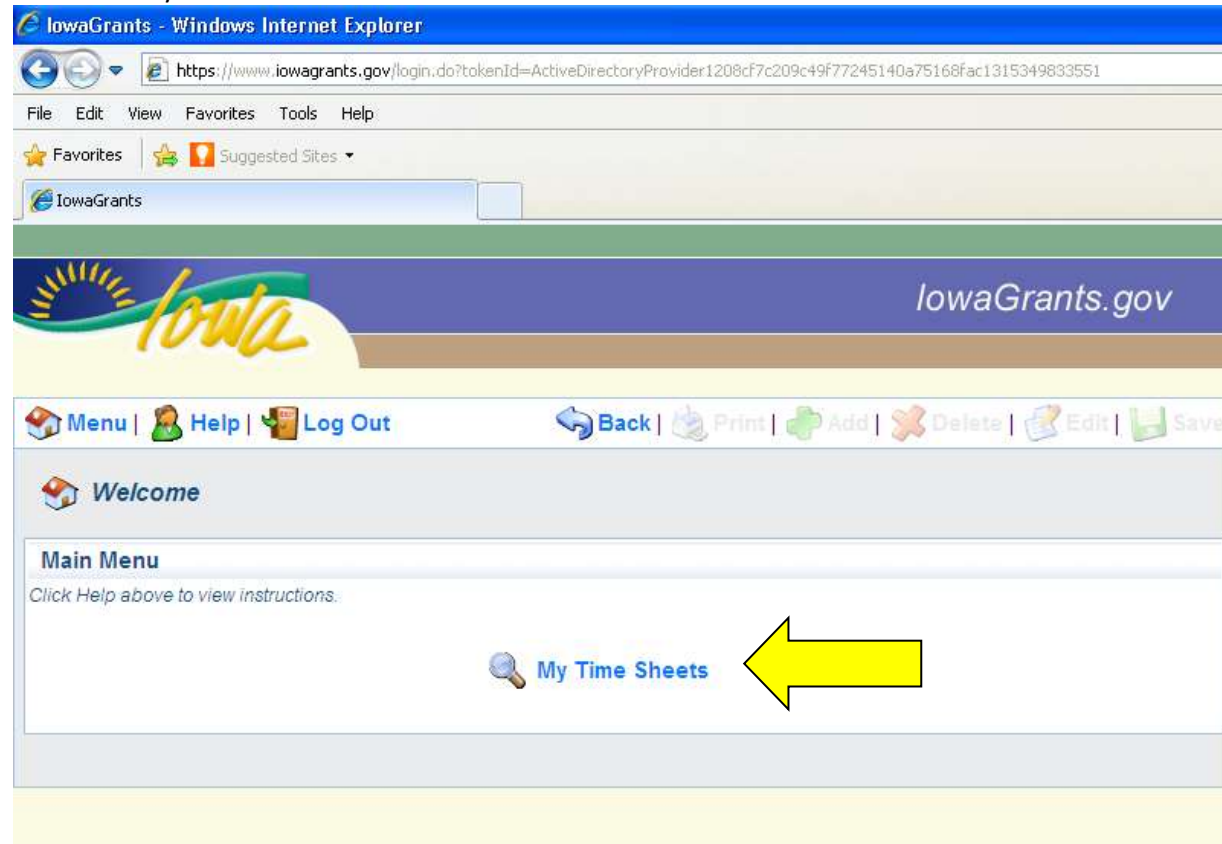 IowaGrants - Windows Internet Explorer
https://www.iowagrants.gov/login.do?tokenId=ActiveDirectoryProvider1208cf7c209c49f77245140a75168fac1315349833551
File Edit View Favorites Tools Help
Favorites Suggested Sites
IowaGrants
Iowa
IowaGrants.gov
Menu | Help | Log Out Back | Print | Add | Delete | Edit | Save
Welcome
Main Menu
Click Help above to view instructions.
My Time Sheets